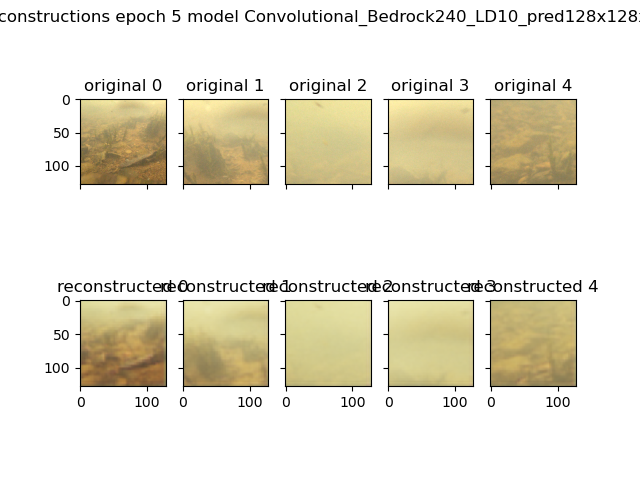 constructions epoch 5 model Convolutional_Bedrock240_LD10_pred128x128
original 0 original 1 original 2 original 3 original 4
0
50
100
reconstructed 0 reconstructed 1 reconstructed 2 reconstructed 3 reconstructed 4
0
50
100
0 100 0 100 0 100 0 100 0 100